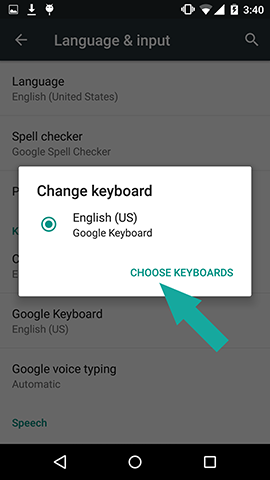 3:40
Language & input
Language
English (United States)
Spell checker
Google Spell Checker
P
Change keyboard
K
English (US)
Google Keyboard
C
E
CHOOSE KEYBOARDS
Google Keyboard
English (US)
Google voice typing
Automatic
Speech